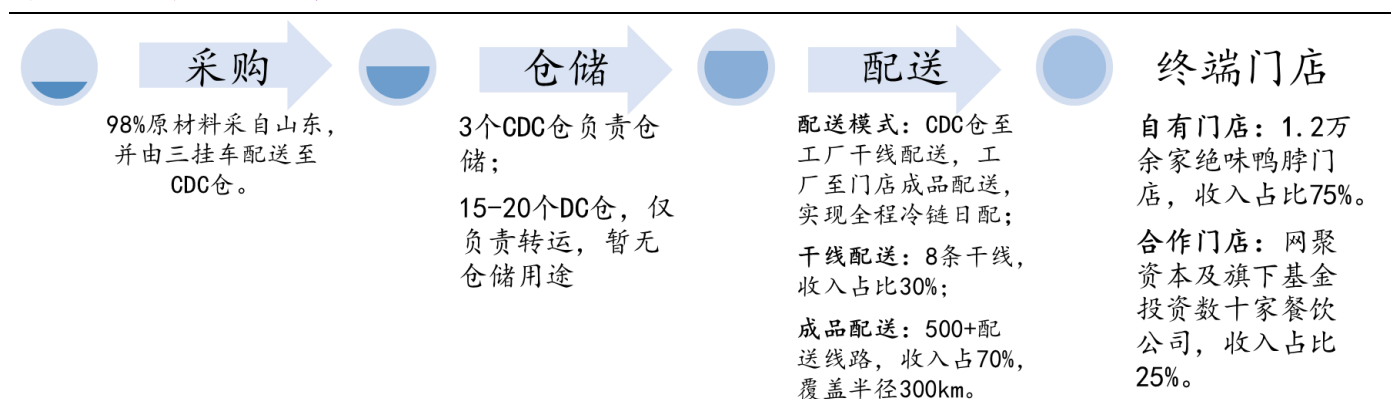 采购
98%原材料采自山东，
并由三挂车配送至
CDC仓。
仓储
3个CDC仓负责仓
储；
15-20个DC仓，仅
负责转运，暂无
仓储用途
配送
配送模式：CDC仓至
工厂干线配送，工
厂至门店成品配送，
实现全程冷链日配；
干线配送：8条干线，
收入占比30%；
成品配送：500+配
送线路，收入占70%，
覆盖半径300km。
终端门店
自有门店：1.2万
余家绝味鸭脖门
店，收入占比75%。
合作门店：网聚
资本及旗下基金
投资数十家餐饮
公司，收入占比
25%。